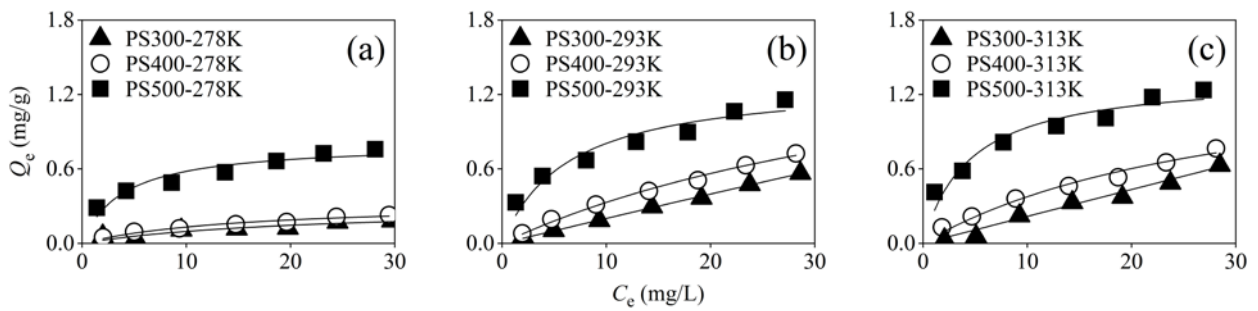 1.8
1.2
0.6
0.0
Qe (mg/g)
PS300-278K
PS400-278K
PS500-278K
(a)
0 10 20 30
1.8
1.2
0.6
0.0
PS300-293K
PS400-293K
PS500-293K
(b)
0 10 20 30
1.8
1.2
0.6
0.0
PS300-313K
PS400-313K
PS500-313K
(c)
0 10 20 30
Ce (mg/L)